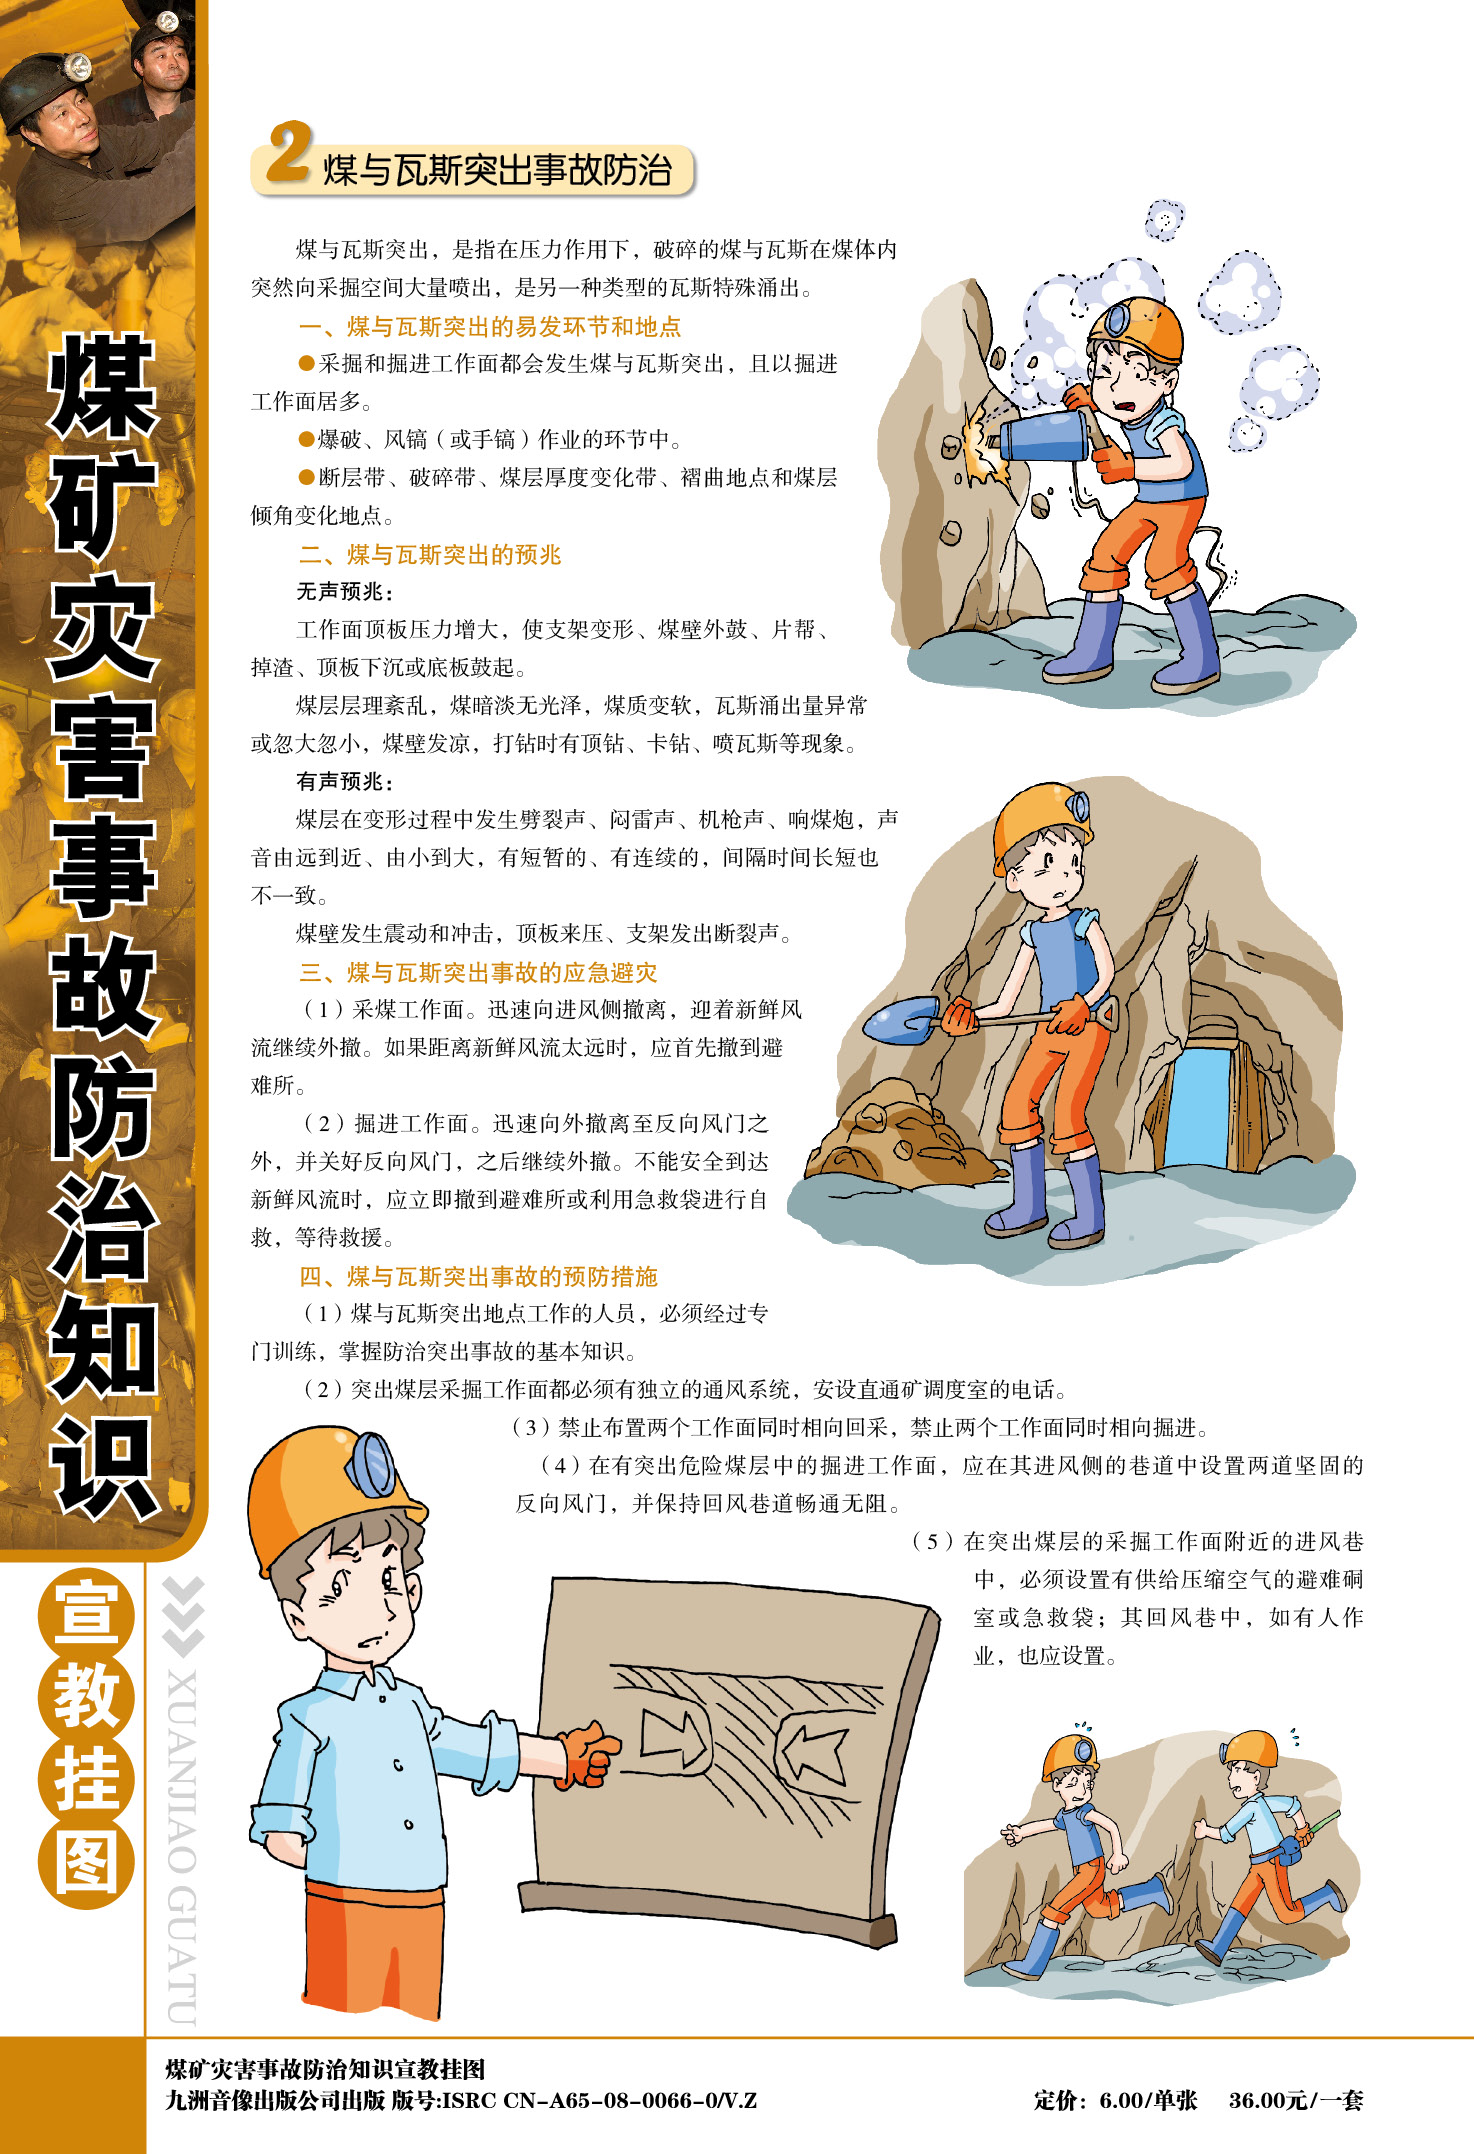 煤矿灾害事故防治知识
宣教挂图
XUANJIAO GUATU
2 煤与瓦斯突出事故防治
煤与瓦斯突出，是指在压力作用下，破碎的煤与瓦斯在煤体内
突然向采掘空间大量喷出，是另一种类型的瓦斯特殊涌出。
一、煤与瓦斯突出的易发环节和地点
●采掘和掘进工作面都会发生煤与瓦斯突出，且以掘进
工作面居多。
●爆破、风镐（或手镐）作业的环节中。
●断层带、破碎带、煤层厚度变化带、褶曲地点和煤层
倾角变化地点。
二、煤与瓦斯突出的预兆
无声预兆：
工作面顶板压力增大，使支架变形、煤壁外鼓、片帮、
掉渣、顶板下沉或底板鼓起。
煤层层理紊乱，煤暗淡无光泽，煤质变软，瓦斯涌出量异常
或忽大忽小，煤壁发凉，打钻时有顶钻、卡钻、喷瓦斯等现象。
有声预兆：
煤层在变形过程中发生劈裂声、闷雷声、机枪声、响煤炮，声
音由远到近、由小到大，有短暂的、有连续的，间隔时间长短也
不一致。
煤壁发生震动和冲击，顶板来压、支架发出断裂声。
三、煤与瓦斯突出事故的应急避灾
（1）采煤工作面。迅速向进风侧撤离，迎着新鲜风
流继续外撤。如果距离新鲜风流太远时，应首先撤到避
难所。
（2）掘进工作面。迅速向外撤离至反向风门之
外，并关好反向风门，之后继续外撤。不能安全到达
新鲜风流时，应立即撤到避难所或利用急救袋进行自
救，等待救援。
四、煤与瓦斯突出事故的预防措施
（1）煤与瓦斯突出地点工作的人员，必须经过专
门训练，掌握防治突出事故的基本知识。
（2）突出煤层采掘工作面都必须有独立的通风系统，安设直通矿调度室的电话。
（3）禁止布置两个工作面同时相向回采，禁止两个工作面同时相向掘进。
（4）在有突出危险煤层中的掘进工作面，应在其进风侧的巷道中设置两道坚固的
反向风门，并保持回风巷道畅通无阻。
（5）在突出煤层的采掘工作面附近的进风巷
中，必须设置有供给压缩空气的避难硐
室或急救袋；其回风巷中，如有人作
业，也应设置。
煤矿灾害事故防治知识宣教挂图
九洲音像出版公司出版 版号:ISRC CN-A65-08-0066-0/V.Z
定价：6.00/单张 36.00元/一套